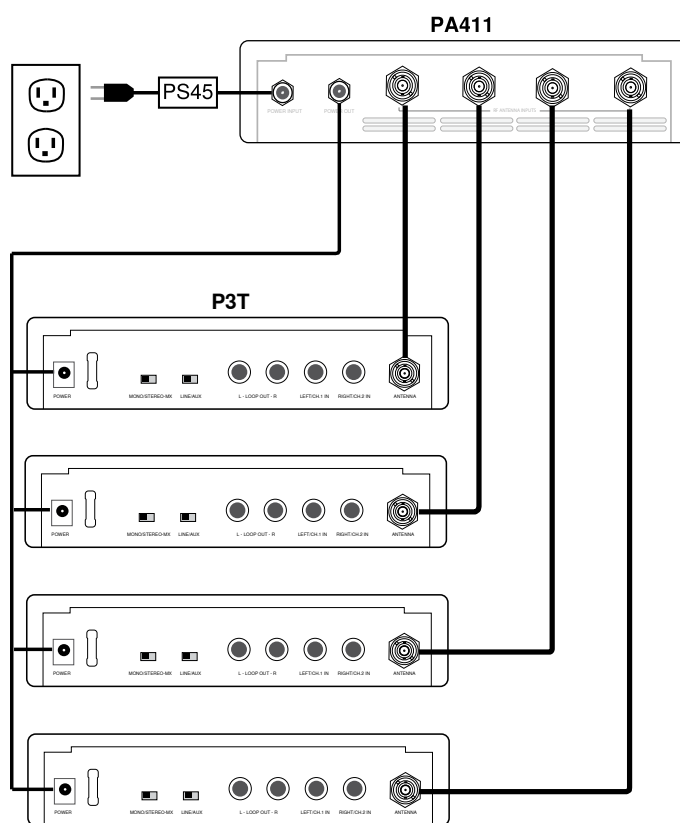 PA411
PS45
POWER INPUT
POWER OUT
ANTENNA INPUTS
P3T
POWER MONO/STEREO-MX LINE/AUX L - LOOP OUT - R LEFT/CH.1 IN RIGHT/CH.2 IN ANTENNA
POWER MONO/STEREO-MX LINE/AUX L - LOOP OUT - R LEFT/CH.1 IN RIGHT/CH.2 IN ANTENNA
POWER MONO/STEREO-MX LINE/AUX L - LOOP OUT - R LEFT/CH.1 IN RIGHT/CH.2 IN ANTENNA
POWER MONO/STEREO-MX LINE/AUX L - LOOP OUT - R LEFT/CH.1 IN RIGHT/CH.2 IN ANTENNA